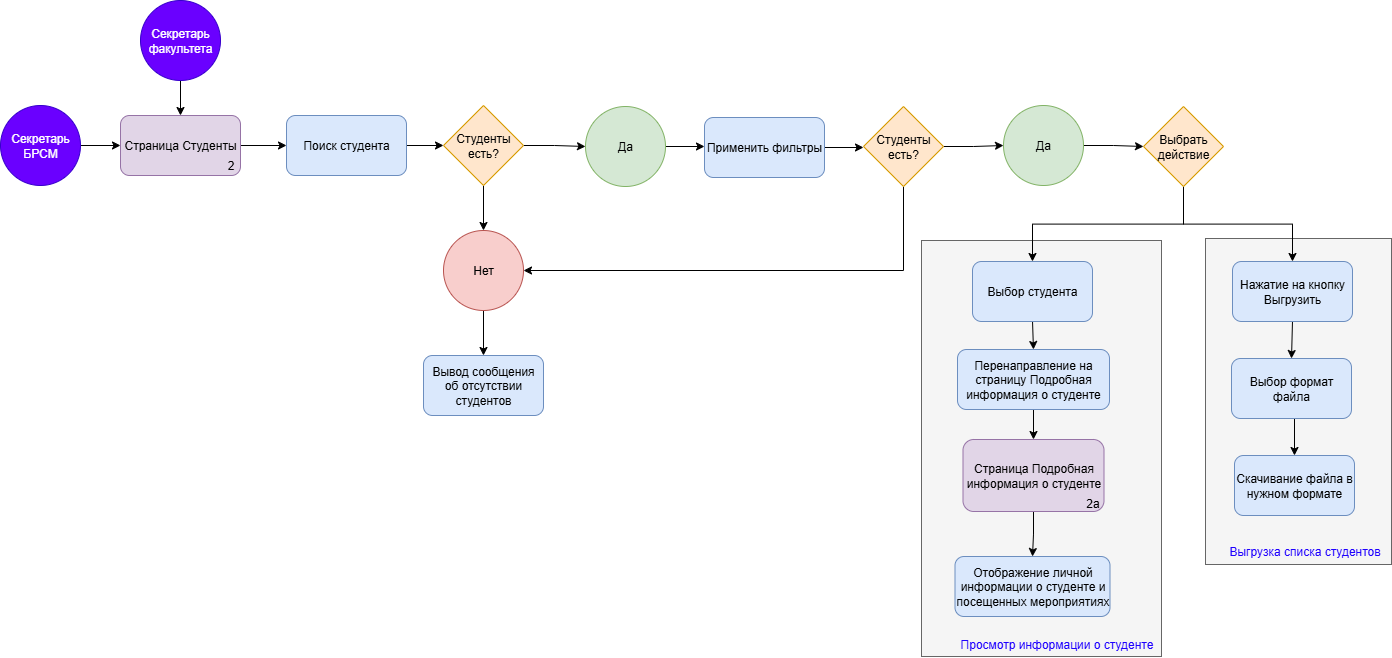 Секретарь
факультета
Секретарь
БРСМ
Страница Студенты
2
Поиск студента
Студенты
есть?
Да
Применить фильтры
Студенты
есть?
Да
Выбрать
действие
Нет
Вывод сообщения
об отсутствии
студентов
Выбор студента
Перенаправление на
страницу Подробная
информация о студенте
Страница Подробная
информация о студенте
2а
Отображение личной
информации о студенте и
посещенных мероприятиях
Просмотр информации о студенте
Нажатие на кнопку
Выгрузить
Выбор формат
файла
Скачивание файла в
нужном формате
Выгрузка списка студентов